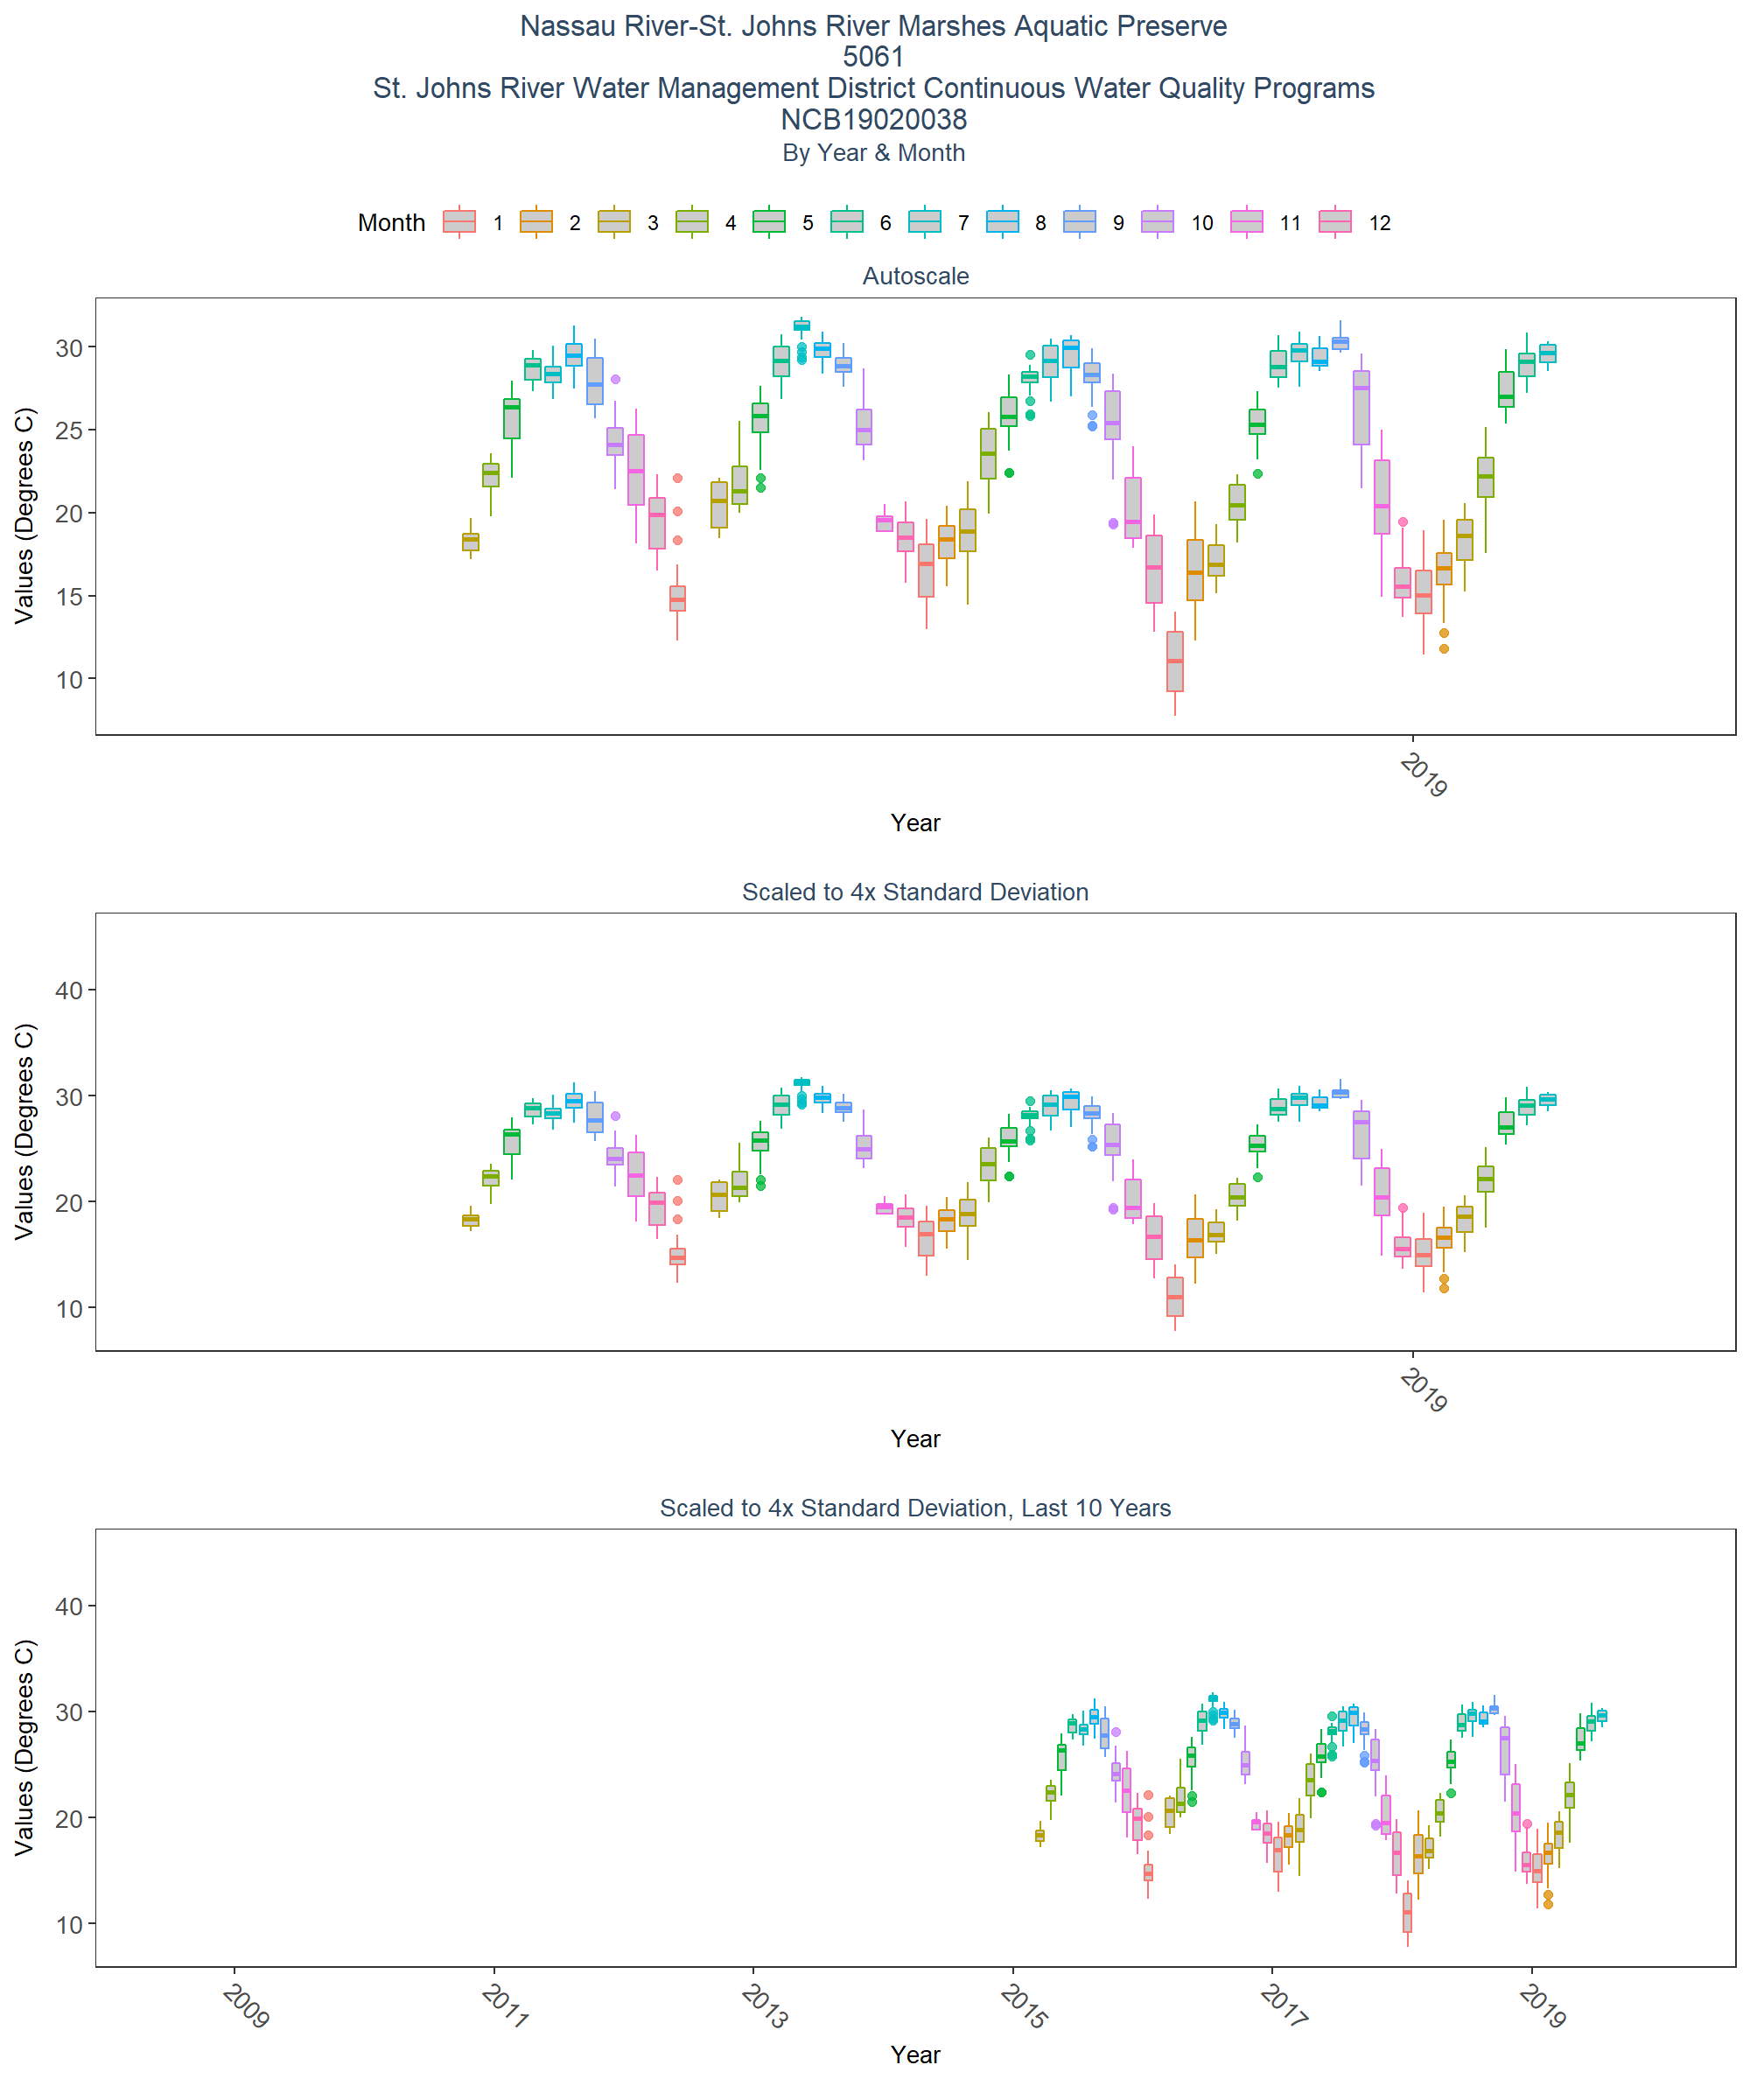 Nassau River-St. Johns River Marshes Aquatic Preserve
5061
St. Johns River Water Management District Continuous Water Quality Programs
NCB19020038
By Year & Month
Month 1 2 3 4 5 6 7 8 9 10 11 12
Autoscale
Values (Degrees C)
30
25
20
15
10
2019
Year
Scaled to 4x Standard Deviation
Values (Degrees C)
40
30
20
10
2019
Year
Scaled to 4x Standard Deviation, Last 10 Years
Values (Degrees C)
40
30
20
10
2009 2011 2013 2015 2017 2019
Year